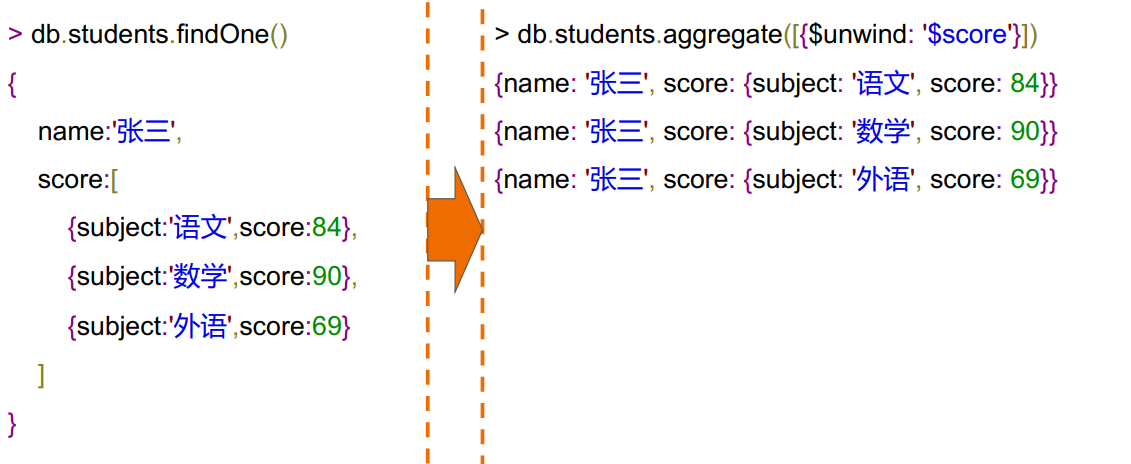 > db.students.findOne()
{
name:'张三',
score:[
{subject:'语文',score:84},
{subject:'数学',score:90},
{subject:'外语',score:69}
]
}
> db.students.aggregate([{$unwind: '$score'}])
{name: '张三', score: {subject: '语文', score: 84}}
{name: '张三', score: {subject: '数学', score: 90}}
{name: '张三', score: {subject: '外语', score: 69}}